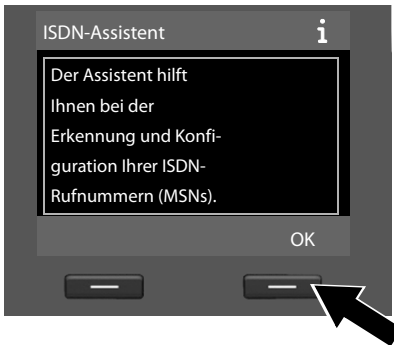 ISDN-Assistent i
Der Assistent hilft
Ihnen bei der
Erkennung und Konfi-
guration Ihrer ISDN-
Rufnummern (MSNs).
OK